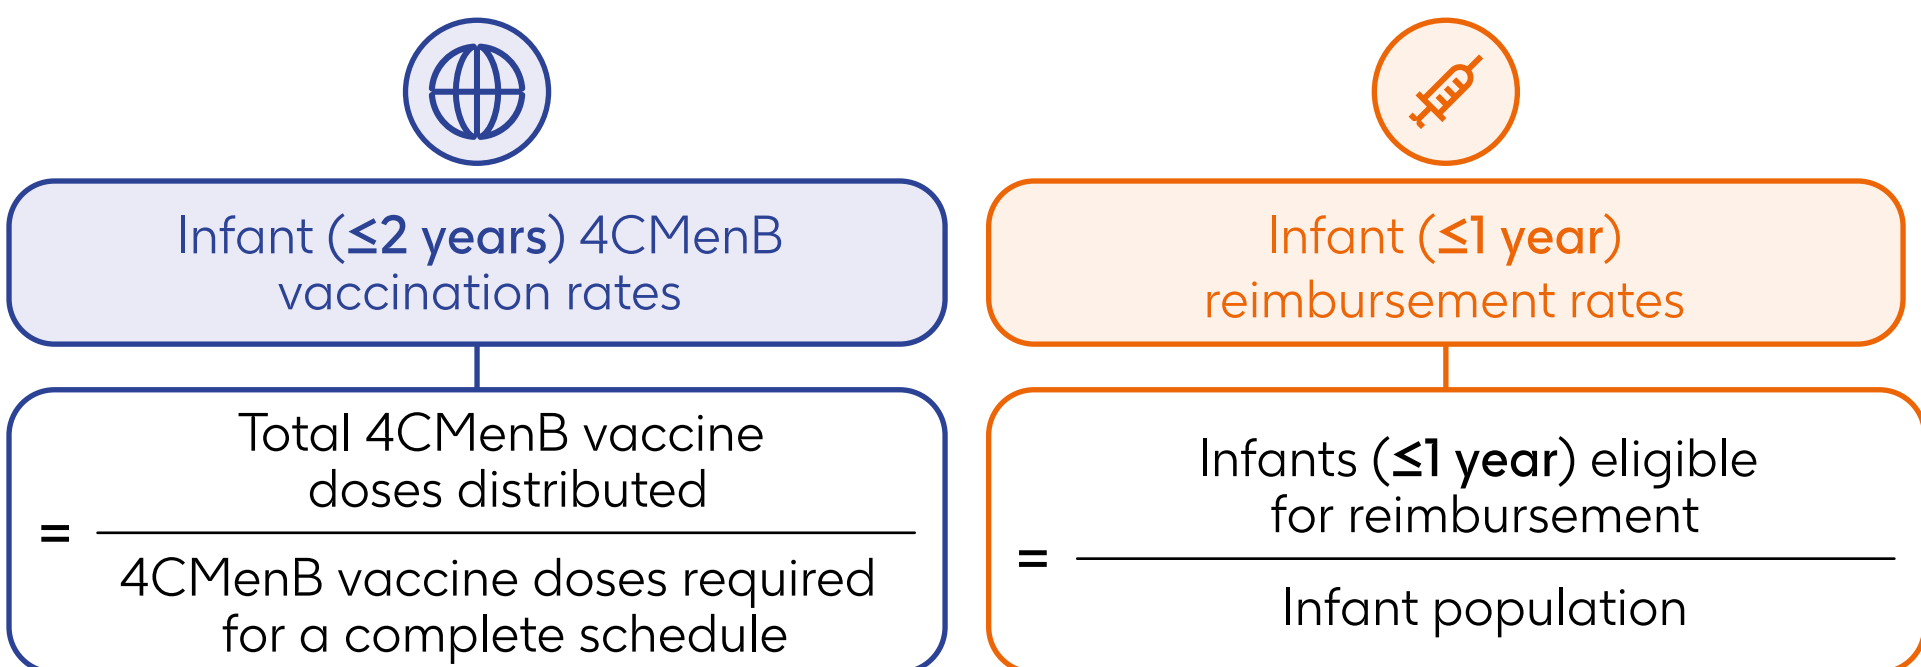 Infant (≤2 years) 4CMenB
vaccination rates
=
Total 4CMenB vaccine
doses distributed
4CMenB vaccine doses required
for a complete schedule
Infant (≤1 year)
reimbursement rates
=
Infants (≤1 year) eligible
for reimbursement
Infant population